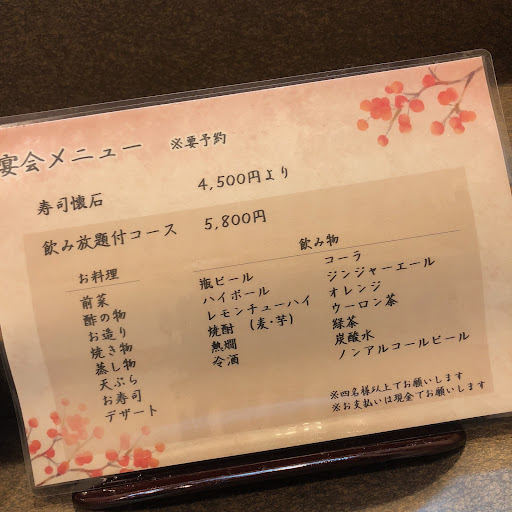 宴会メニュー ※要予約
寿司懐石 4,500円より
飲み放題付コース 5,800円
お料理
前菜
酢の物
お造り
焼き物
蒸し物
天ぷら
お寿司
デザート
飲み物
瓶ビール
ハイボール
レモンチューハイ
焼酎 (麦・芋)
熱燗
冷酒
コーラ
ジンジャーエール
オレンジ
ウーロン茶
緑茶
炭酸水
ノンアルコールビール
※四名様以上でお願いします
※お支払いは現金でお願いします